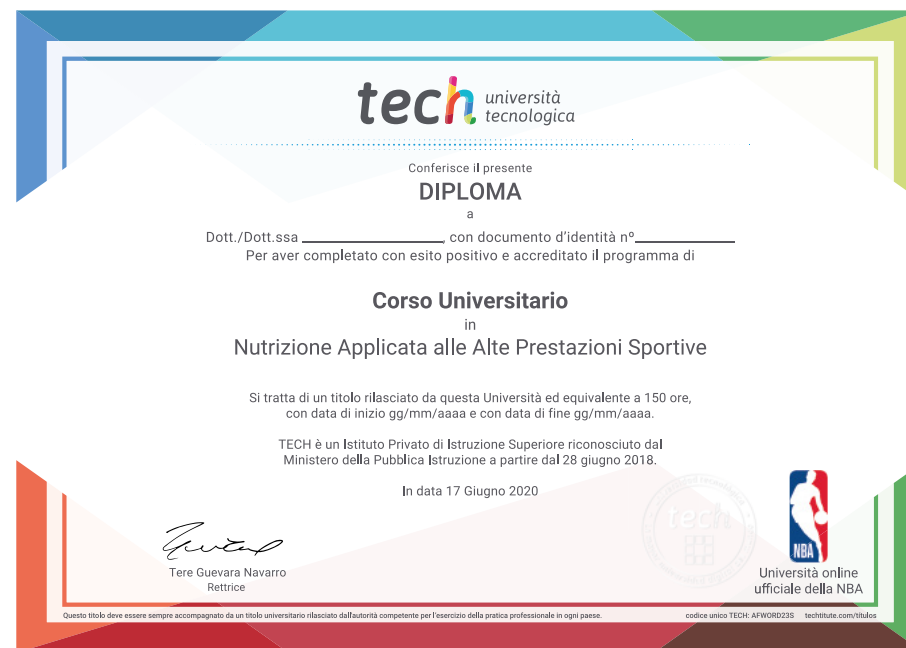 tech università
tecnologica
Conferisce il presente
DIPLOMA
a
Dott./Dott.ssa ____________, con documento d'identità nº____________
Per aver completato con esito positivo e accreditato il programma di
Corso Universitario
in
Nutrizione Applicata alle Alte Prestazioni Sportive
Si tratta di un titolo rilasciato da questa Università ed equivalente a 150 ore,
con data di inizio gg/mm/aaaa e con data di fine gg/mm/aaaa.
TECH è un Istituto Privato di Istruzione Superiore riconosciuto dal
Ministero della Pubblica Istruzione a partire dal 28 giugno 2018.
In data 17 Giugno 2020
tech
NBA
Tere Guevara Navarro
Rettrice
Università online
ufficiale della NBA
Questo titolo deve essere sempre accompagnato da un titolo universitario rilasciato dall'autorità competente per l'esercizio della pratica professionale in ogni paese. codice unico TECH: AFWORD23S techtitute.com/titulos